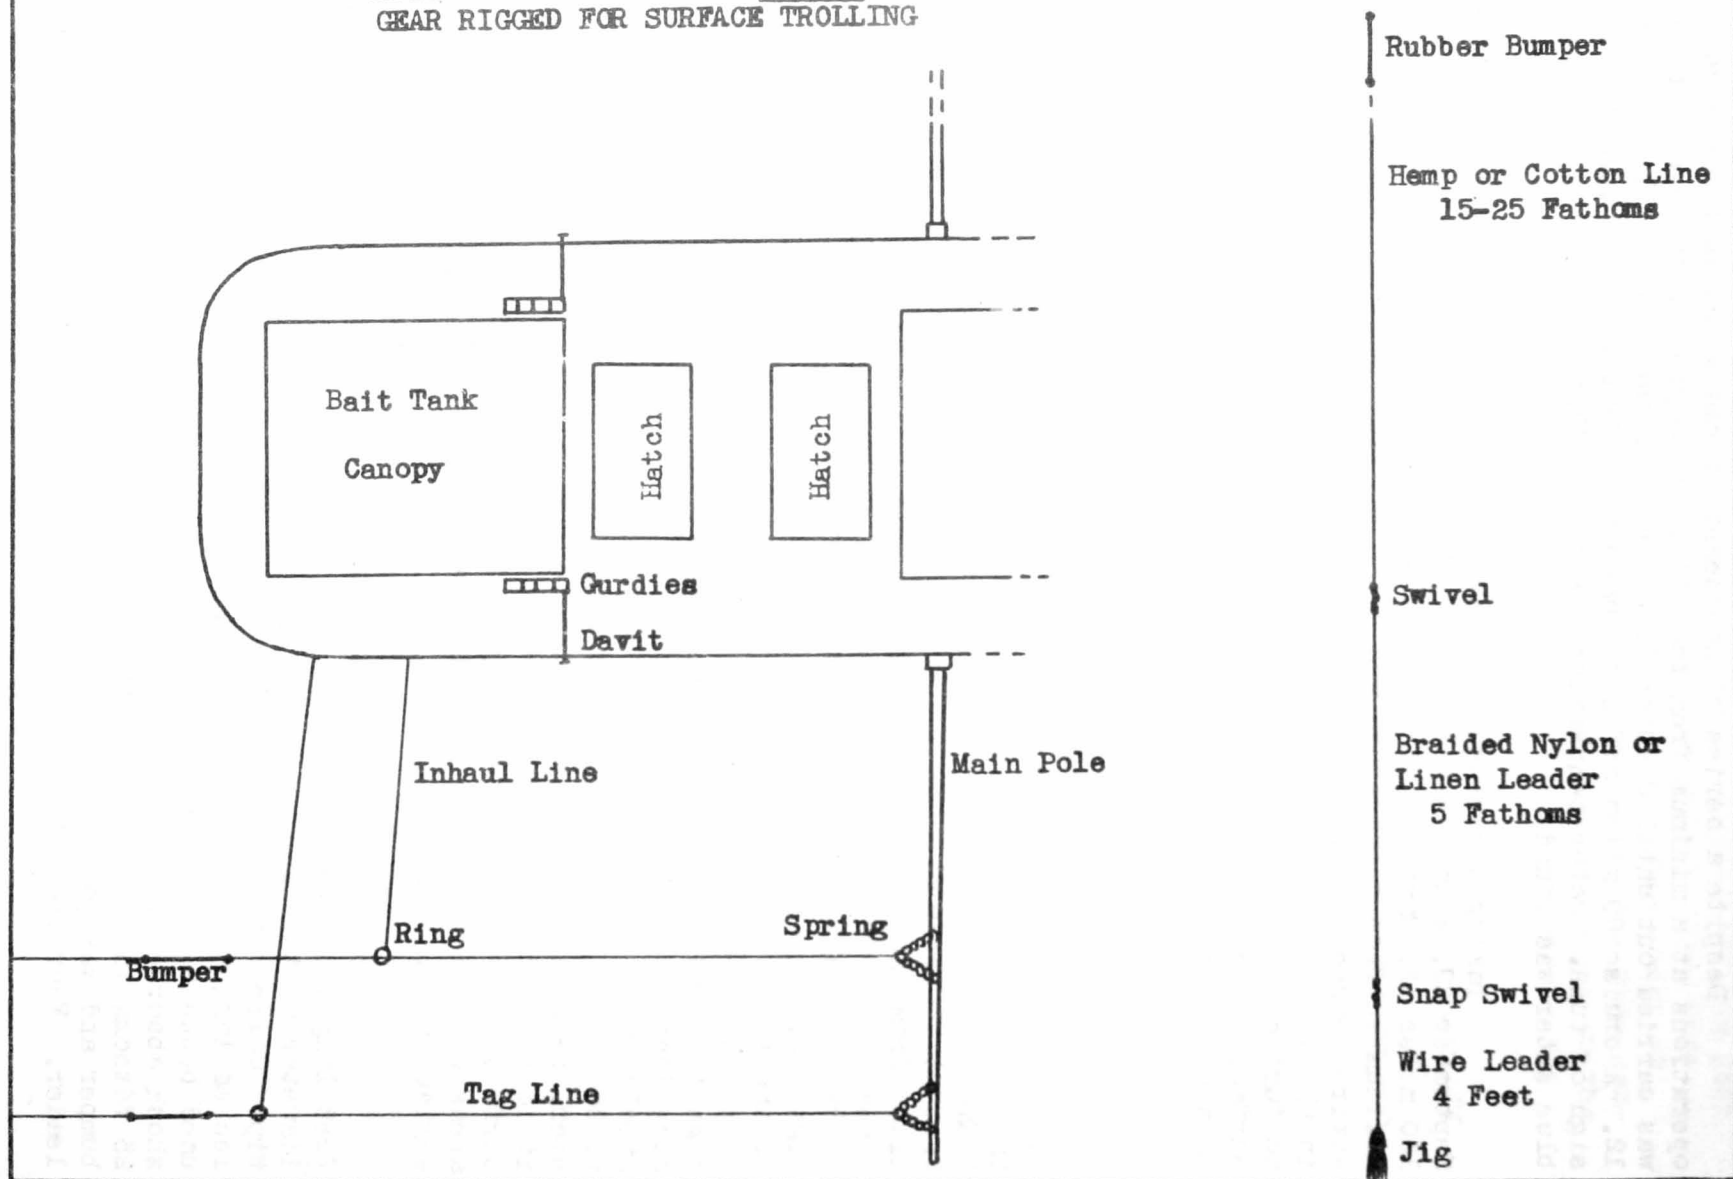 GEAR RIGGED FOR SURFACE TROLLING
Rubber Bumper
Hemp or Cotton Line
15-25 Fathoms
Bait Tank
Canopy
Hatch
Hatch
Gurdies
Davit
Swivel
Inhaul Line
Main Pole
Braided Nylon or
Linen Leader
5 Fathoms
Ring
Spring
Bumper
Snap Swivel
Tag Line
Wire Leader
4 Feet
Jig